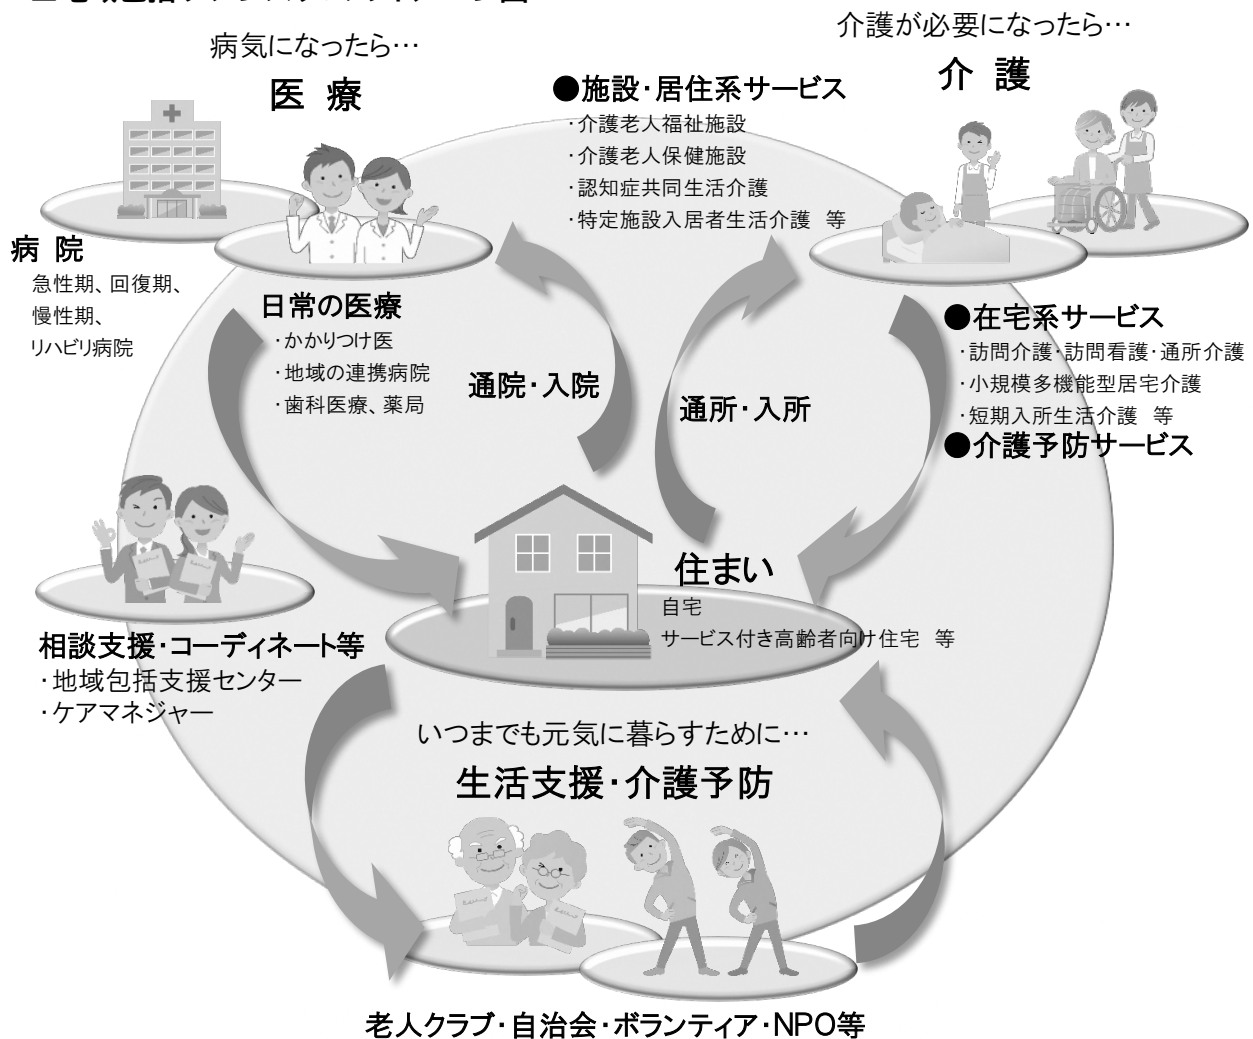 病気になったら…
医 療
介護が必要になったら…
介 護
●施設・居住系サービス
・介護老人福祉施設
・介護老人保健施設
・認知症共同生活介護
・特定施設入居者生活介護 等
病 院
急性期、回復期、
慢性期、
リハビリ病院
日常の医療
・かかりつけ医
・地域の連携病院
・歯科医療、薬局
通院・入院
通所・入所
●在宅系サービス
・訪問介護・訪問看護・通所介護
・小規模多機能型居宅介護
・短期入所生活介護 等
●介護予防サービス
住まい
自宅
サービス付き高齢者向け住宅 等
相談支援・コーディネート等
・地域包括支援センター
・ケアマネジャー
いつまでも元気に暮らすために…
生活支援・介護予防
老人クラブ・自治会・ボランティア・NPO等